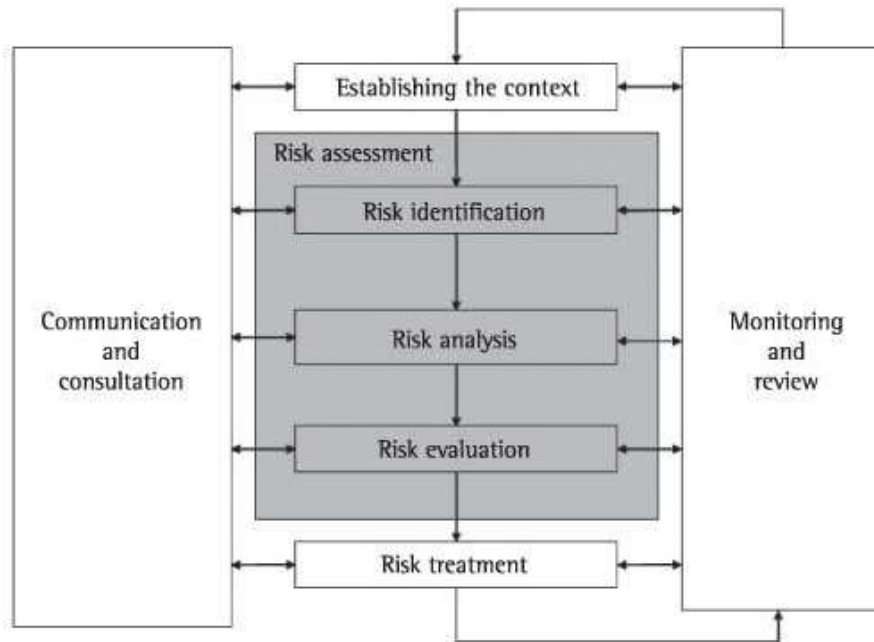 Establishing the context
Risk assessment
Risk identification
Communication
and
consultation
Risk analysis
Monitoring
and
review
Risk evaluation
Risk treatment